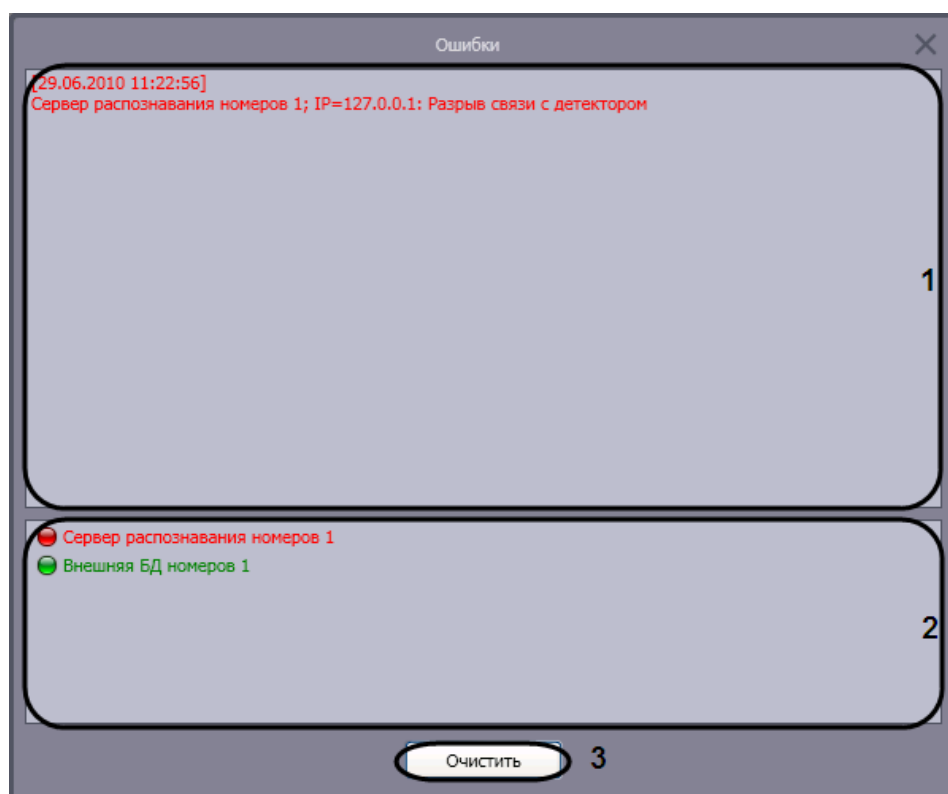 Ошибки
[29.06.2010 11:22:56]
Сервер распознавания номеров 1; IP=127.0.0.1: Разрыв связи с детектором
1
Сервер распознавания номеров 1
Внешняя БД номеров 1
2
Очистить
3